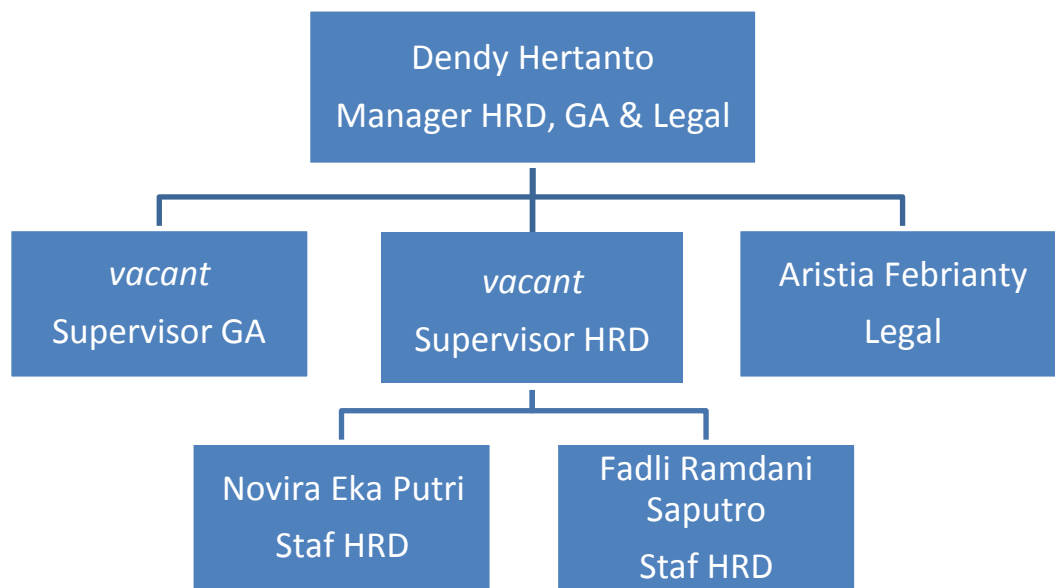 Dendy Hertanto
Manager HRD, GA & Legal
vacant
Supervisor GA
vacant
Supervisor HRD
Aristia Febrianty
Legal
Novira Eka Putri
Staf HRD
Fadli Ramdani
Saputro
Staf HRD